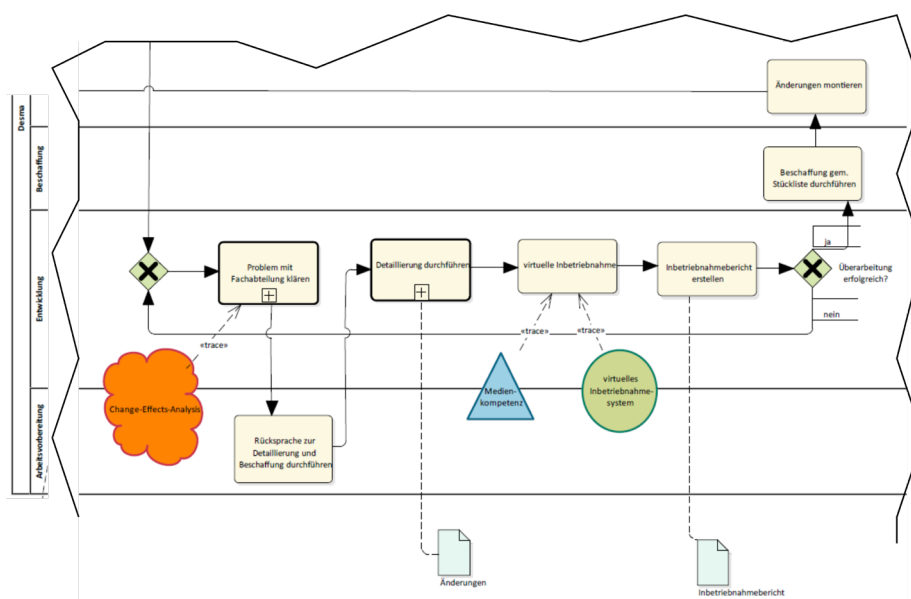 Desma
Änderungen montieren
Beschaffung
Beschaffung gem.
Stückliste durchführen
Entwicklung
Problem mit
Fachabteilung klären
Detaillierung durchführen
virtuelle Inbetriebnahme
Inbetriebnahmebericht
erstellen
ja
Überarbeitung
erfolgreich?
nein
«trace»
«trace»
«trace»
Change-Effects-Analysis
Medien-
kompetenz
virtuelles
Inbetriebnahme-
system
Arbeitsvorbereitung
Rücksprache zur
Detaillierung und
Beschaffung durchführen
Änderungen
Inbetriebnahmebericht